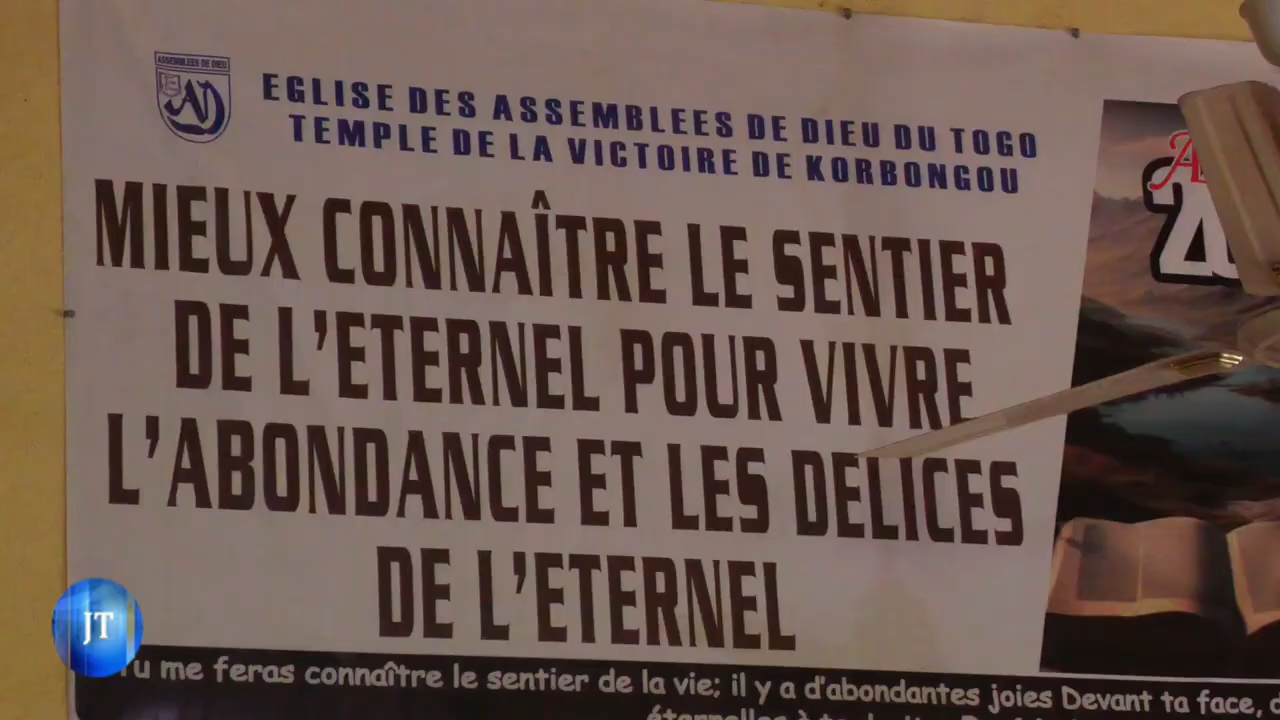 ASSEMBLEES DE DIEU
AD
EGLISE DES ASSEMBLEES DE DIEU DU TOGO
TEMPLE DE LA VICTOIRE DE KORBONGOU
MIEUX CONNAÎTRE LE SENTIER
DE L'ETERNEL POUR VIVRE
L'ABONDANCE ET LES DELICES
DE L'ETERNEL
JT
Tu me feras connaître le sentier de la vie; il y a d'abondantes joies Devant ta face,